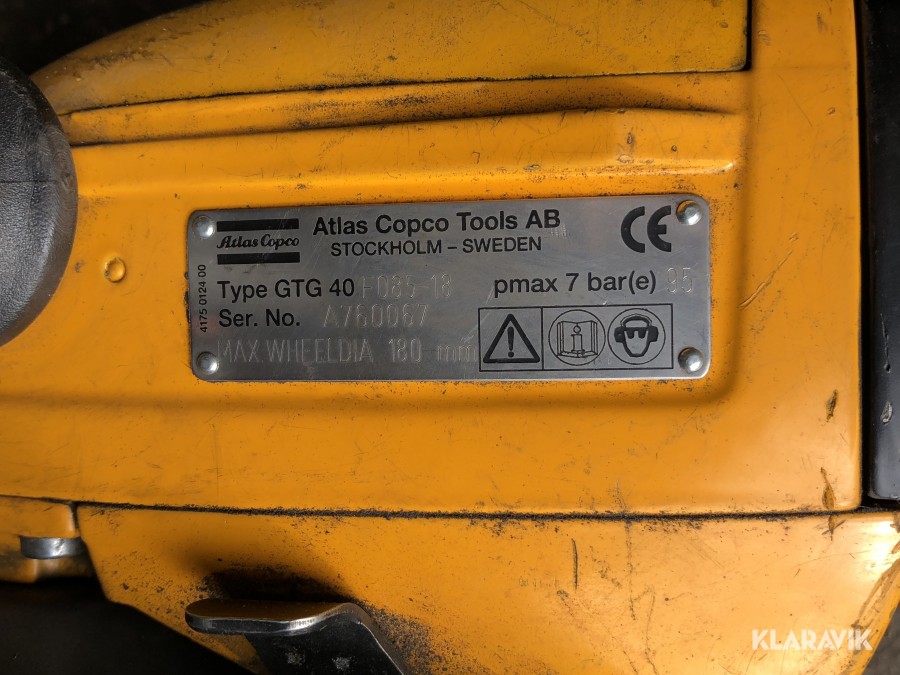 Atlas Copco
Atlas Copco Tools AB
STOCKHOLM – SWEDEN
CE
Type GTG 40 F085-18 pmax 7 bar(e) 95
Ser. No. A760067
MAX WHEELDIA 180 mm
4175 0124 00
KLARAVIK